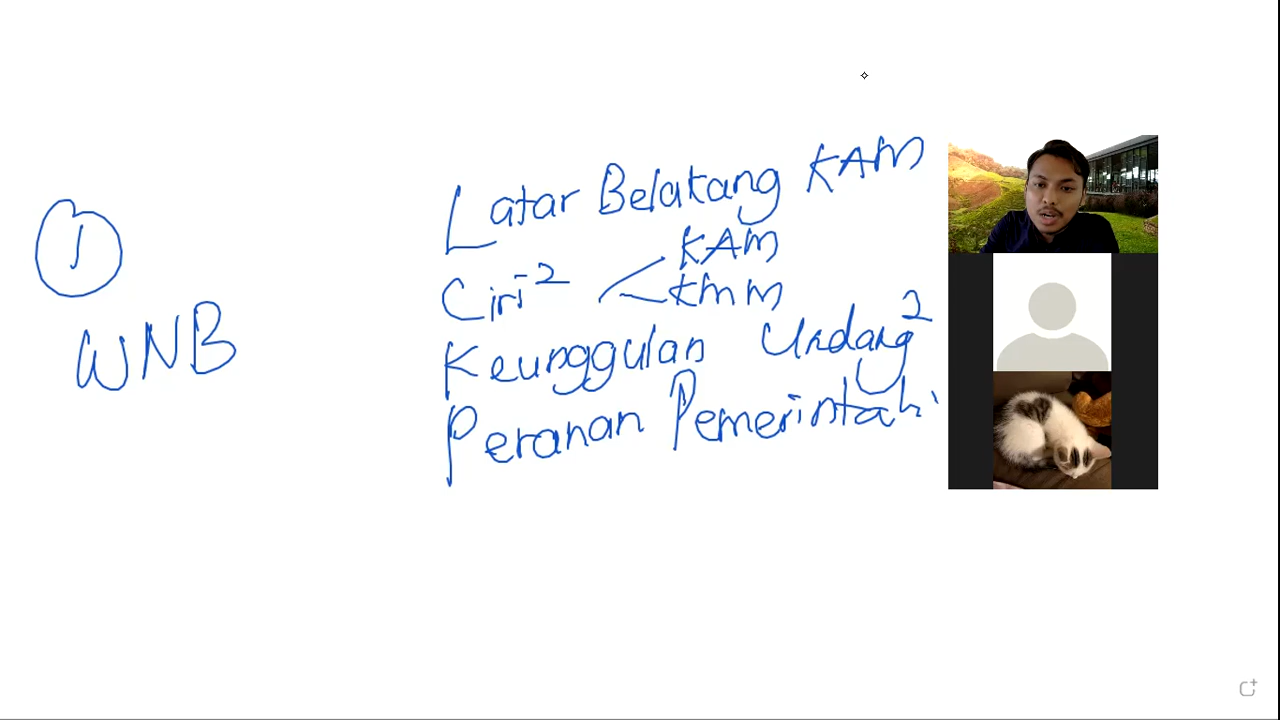 1
WNB
Latar Belakang KAM
Ciri² < KAM
KMM
Keunggulan Undang²
Peranan Pemerintah